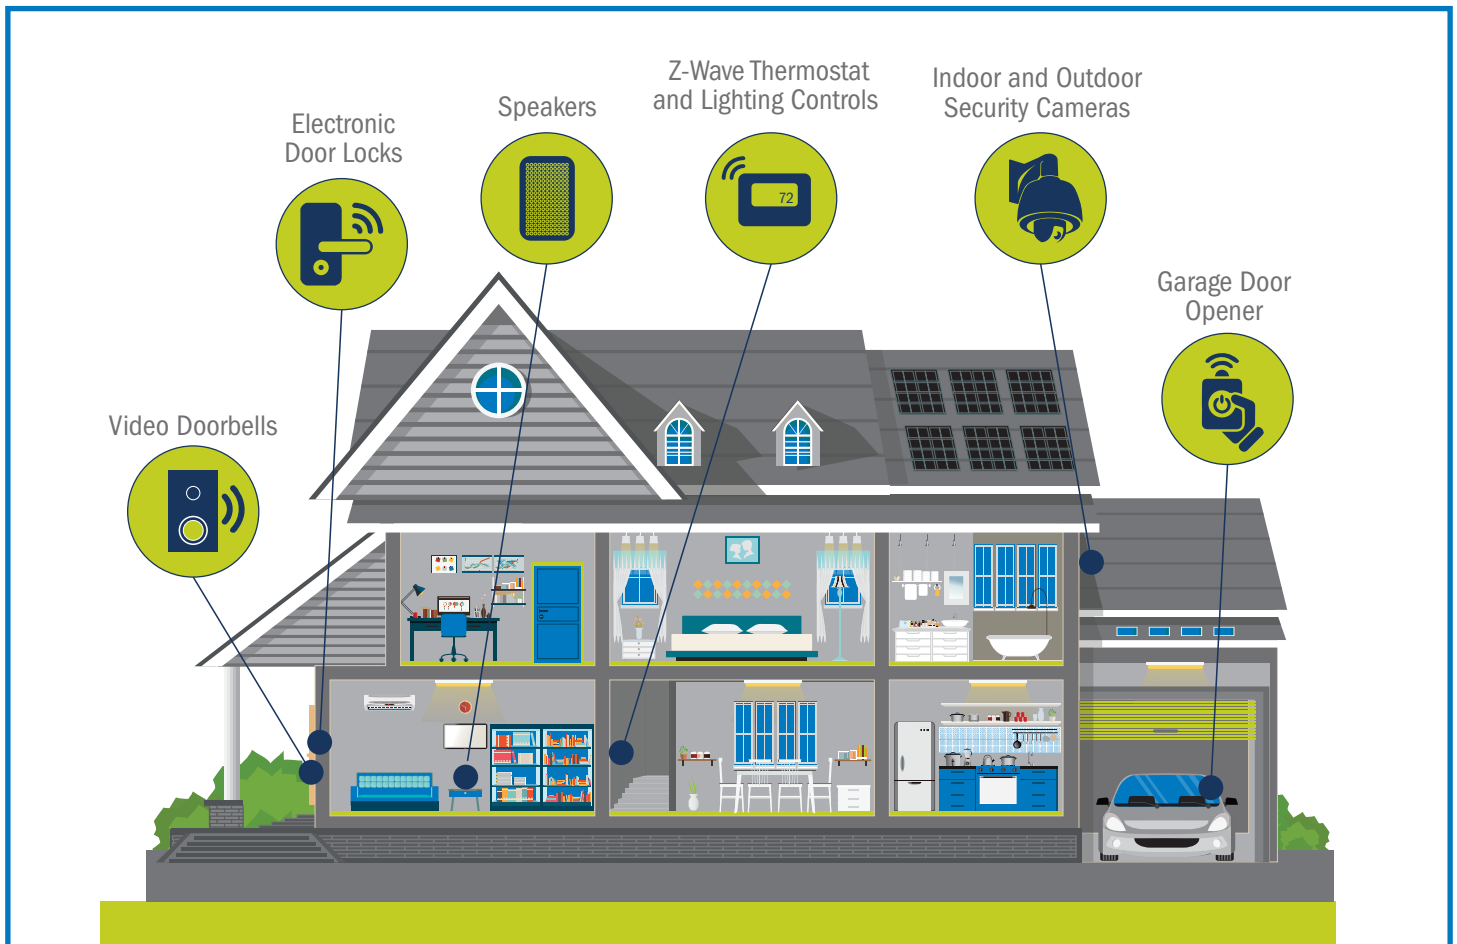 Z-Wave Thermostat
and Lighting Controls
Indoor and Outdoor
Security Cameras
Speakers
Electronic
Door Locks
72
Garage Door
Opener
Video Doorbells